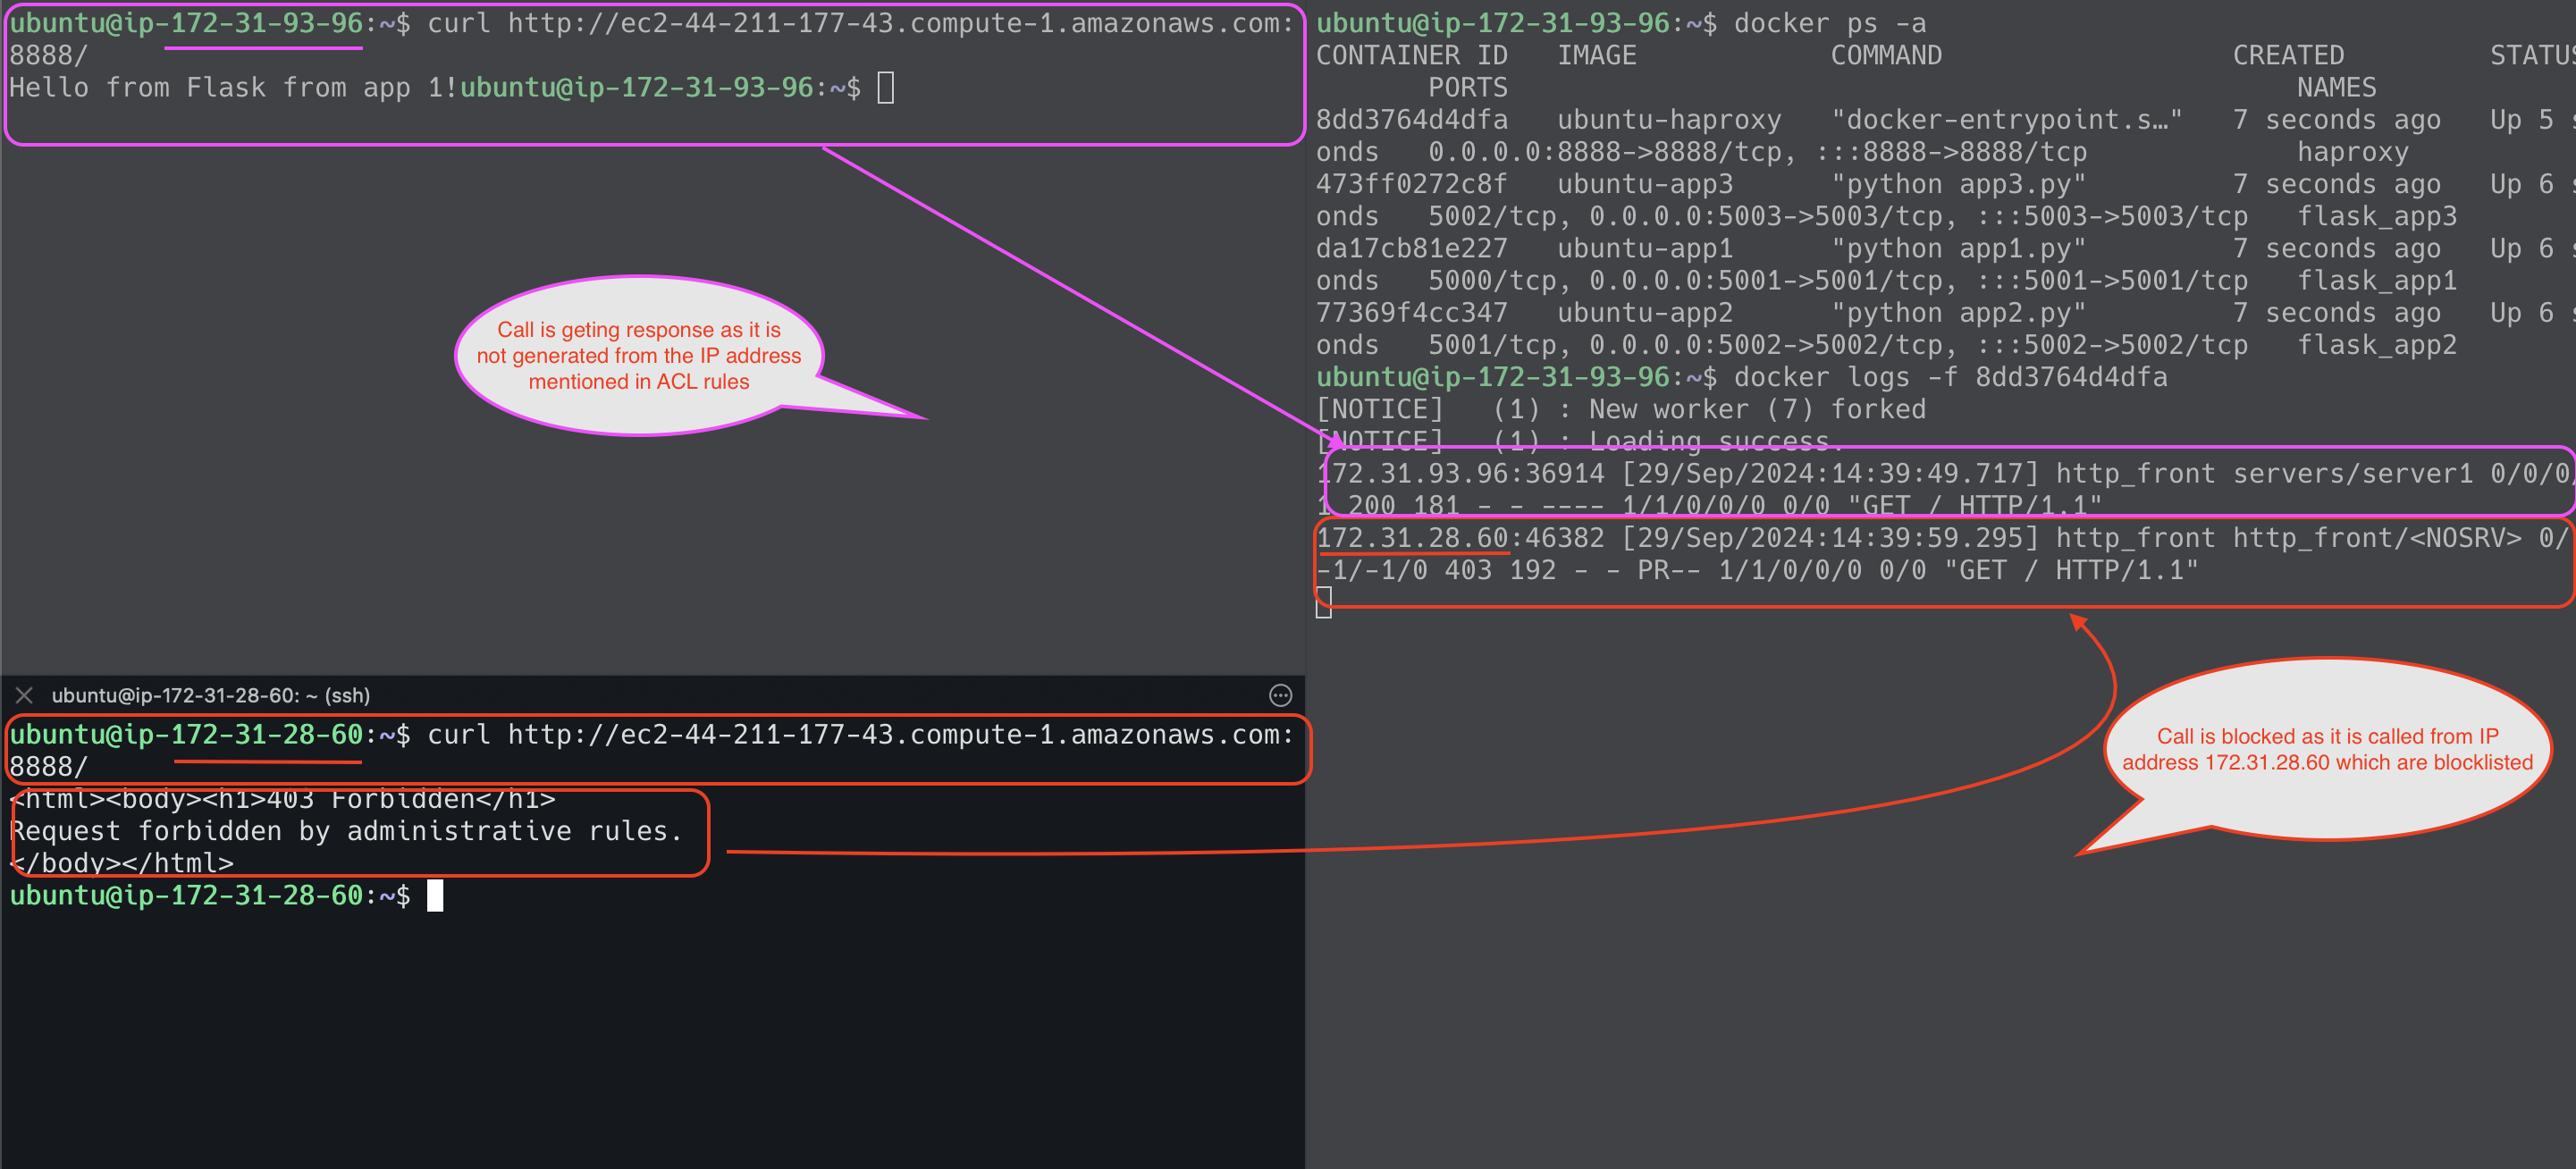 ubuntu@ip-172-31-93-96:~$ curl http://ec2-44-211-177-43.compute-1.amazonaws.com:
8888/
Hello from Flask from app 1!ubuntu@ip-172-31-93-96:~$
Call is geting response as it is
not generated from the IP address
mentioned in ACL rules
ubuntu@ip-172-31-28-60: ~ (ssh)
ubuntu@ip-172-31-28-60:~$ curl http://ec2-44-211-177-43.compute-1.amazonaws.com:
8888/
<html><body><h1>403 Forbidden</h1>
Request forbidden by administrative rules.
</body></html>
ubuntu@ip-172-31-28-60:~$
ubuntu@ip-172-31-93-96:~$ docker ps -a
CONTAINER ID   IMAGE            COMMAND                  CREATED         STATUS
       PORTS                                                 NAMES
8dd3764d4dfa   ubuntu-haproxy   "docker-entrypoint.s…"   7 seconds ago   Up 5 s
onds   0.0.0.0:8888->8888/tcp, :::8888->8888/tcp             haproxy
473ff0272c8f   ubuntu-app3      "python app3.py"         7 seconds ago   Up 6 s
onds   5002/tcp, 0.0.0.0:5003->5003/tcp, :::5003->5003/tcp   flask_app3
da17cb81e227   ubuntu-app1      "python app1.py"         7 seconds ago   Up 6 s
onds   5000/tcp, 0.0.0.0:5001->5001/tcp, :::5001->5001/tcp   flask_app1
77369f4cc347   ubuntu-app2      "python app2.py"         7 seconds ago   Up 6 s
onds   5001/tcp, 0.0.0.0:5002->5002/tcp, :::5002->5002/tcp   flask_app2
ubuntu@ip-172-31-93-96:~$ docker logs -f 8dd3764d4dfa
[NOTICE]   (1) : New worker (7) forked
[NOTICE]   (1) : Loading success.
172.31.93.96:36914 [29/Sep/2024:14:39:49.717] http_front servers/server1 0/0/0/
1 200 181 - - ---- 1/1/0/0/0 0/0 "GET / HTTP/1.1"
172.31.28.60:46382 [29/Sep/2024:14:39:59.295] http_front http_front/<NOSRV> 0/
-1/-1/0 403 192 - - PR-- 1/1/0/0/0 0/0 "GET / HTTP/1.1"
Call is blocked as it is called from IP
address 172.31.28.60 which are blocklisted